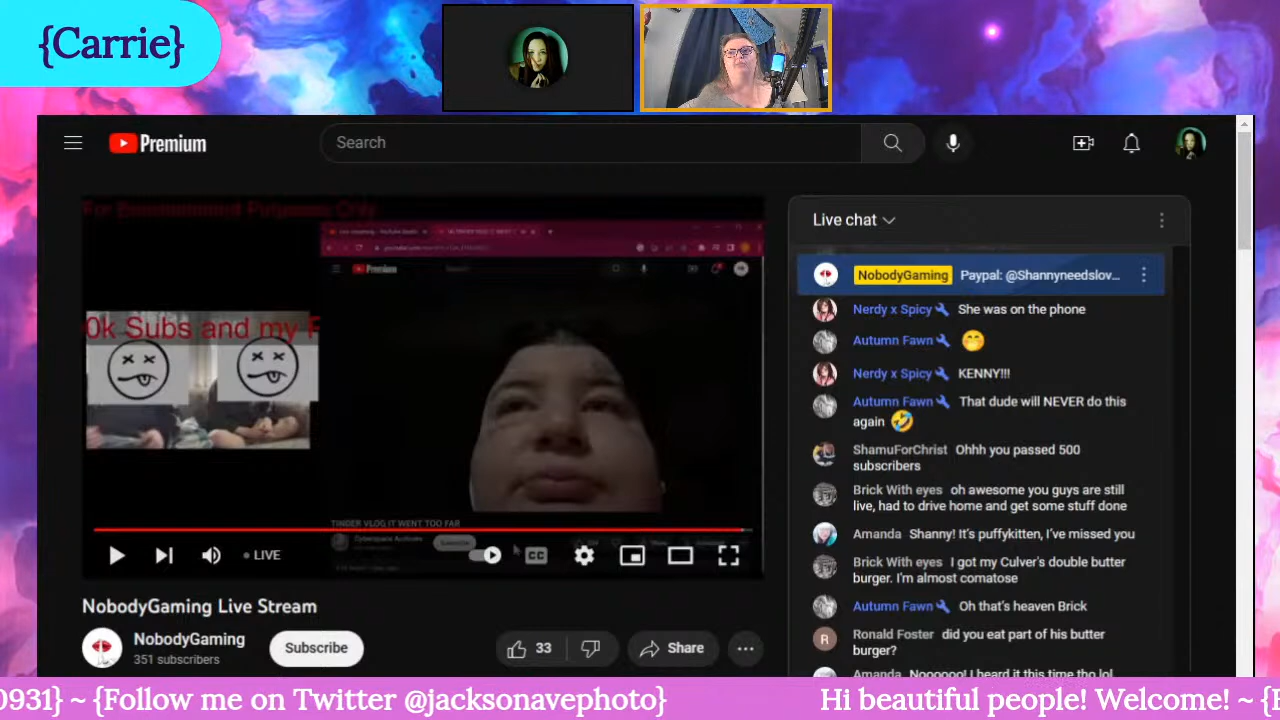 {Carrie}
Premium
Search
For Entertainment Purposes Only
Premium
0k Subs and my F
TINDER VLOG IT WENT TOO FAR
Cyberspace Archives
Subscribe
LIVE
CC
NobodyGaming Live Stream
NobodyGaming
351 subscribers
Subscribe
33
Share
Live chat
NobodyGaming Paypal: @Shannyneedslov...
Nerdy x Spicy She was on the phone
Autumn Fawn 🤭
Nerdy x Spicy KENNY!!!
Autumn Fawn That dude will NEVER do this
again 🤣
ShamuForChrist Ohhh you passed 500
subscribers
Brick With eyes oh awesome you guys are still
live, had to drive home and get some stuff done
Amanda Shanny! It's puffykitten, I've missed you
Brick With eyes I got my Culver's double butter
burger. I'm almost comatose
Autumn Fawn Oh that's heaven Brick
Ronald Foster did you eat part of his butter
burger?
Amanda Noooooo! I heard it this time tho lol
0931} ~ {Follow me on Twitter @jacksonavephoto}
Hi beautiful people! Welcome! ~ {